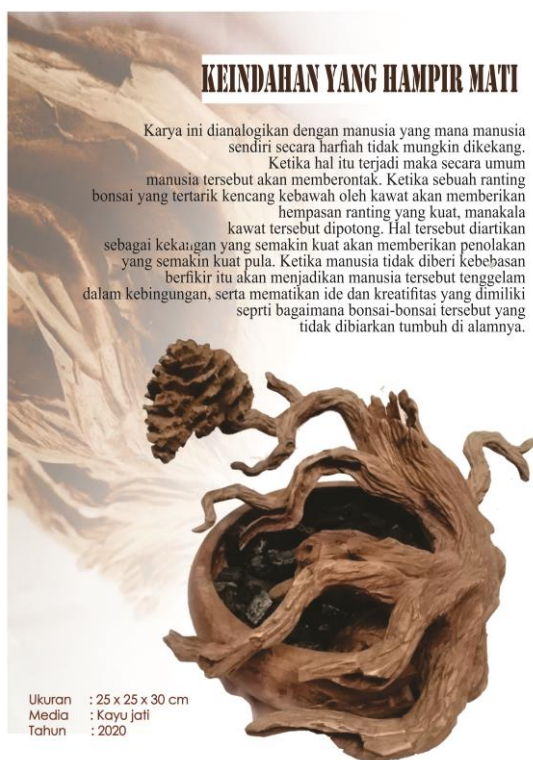 KEINDAHAN YANG HAMPIR MATI
Karya ini dianalogikan dengan manusia yang mana manusia
sendiri secara harfiah tidak mungkin dikekang.
Ketika hal itu terjadi maka secara umum
manusia tersebut akan memberontak. Ketika sebuah ranting
bonsai yang tertarik kencang kebawah oleh kawat akan memberikan
hempasan ranting yang kuat, manakala
kawat tersebut dipotong. Hal tersebut diartikan
sebagai kekangan yang semakin kuat akan memberikan penolakan
yang semakin kuat pula. Ketika manusia tidak diberi kebebasan
berfikir itu akan menjadikan manusia tersebut tenggelam
dalam kebingungan, serta mematikan ide dan kreatifitas yang dimiliki
seprti bagaimana bonsai-bonsai tersebut yang
tidak dibiarkan tumbuh di alamnya.
Ukuran : 25 x 25 x 30 cm
Media : Kayu jati
Tahun : 2020